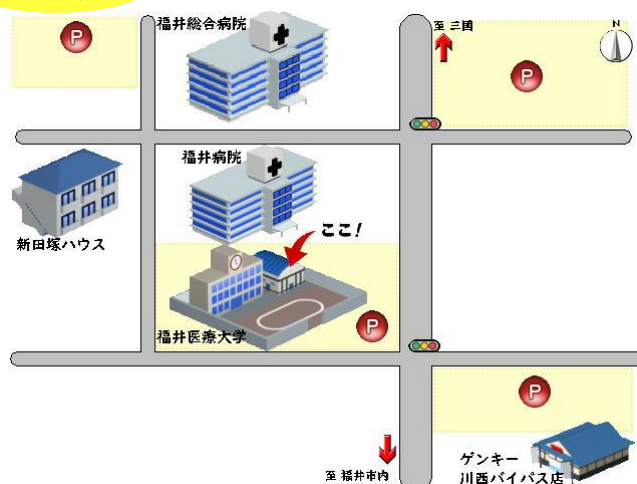 P
福井総合病院
至 三国
N
P
福井病院
新田塚ハウス
ここ!
福井医療大学
P
P
至 福井市内
ゲンキー
川西バイパス店